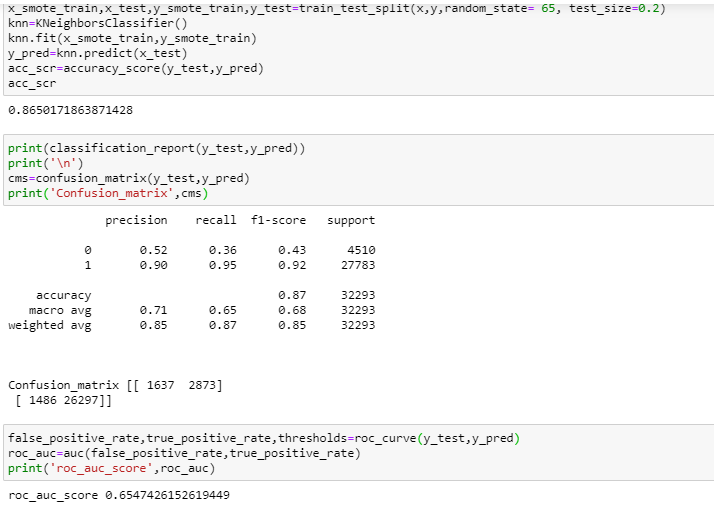 x_smote_train,x_test,y_smote_train,y_test=train_test_split(x,y,random_state= 65, test_size=0.2)
knn=KNeighborsClassifier()
knn.fit(x_smote_train,y_smote_train)
y_pred=knn.predict(x_test)
acc_scr=accuracy_score(y_test,y_pred)
acc_scr
0.8650171863871428
print(classification_report(y_test,y_pred))
print('\n')
cms=confusion_matrix(y_test,y_pred)
print('Confusion_matrix',cms)
precision recall f1-score support
0 0.52 0.36 0.43 4510
1 0.90 0.95 0.92 27783
accuracy 0.87 32293
macro avg 0.71 0.65 0.68 32293
weighted avg 0.85 0.87 0.85 32293
Confusion_matrix [[ 1637 2873]
[ 1486 26297]]
false_positive_rate,true_positive_rate,thresholds=roc_curve(y_test,y_pred)
roc_auc=auc(false_positive_rate,true_positive_rate)
print('roc_auc_score',roc_auc)
roc_auc_score 0.6547426152619449